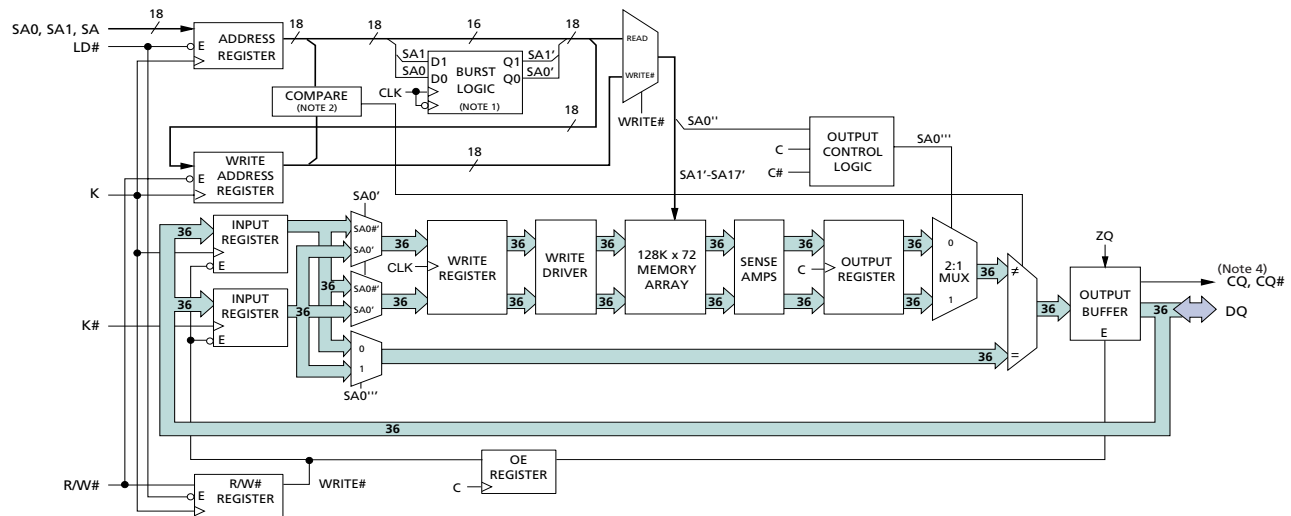 SA0, SA1, SA
18
LD#
E
ADDRESS
REGISTER
18
18
16
18
SA1
SA0
D1
D0
BURST
LOGIC
(NOTE 1)
Q1
Q0
SA1'
SA0'
CLK
READ
WRITE#
WRITE#
COMPARE
(NOTE 2)
18
18
SA0''
C
C#
OUTPUT
CONTROL
LOGIC
SA0'''
SA1'-SA17'
E
WRITE
ADDRESS
REGISTER
K
36
INPUT
REGISTER
E
36
INPUT
REGISTER
E
K#
36
36
SA0'
SA0#'
SA0'
SA0#'
SA0'
0
1
SA0'''
36
36
CLK
WRITE
REGISTER
36
36
WRITE
DRIVER
36
36
128K x 72
MEMORY
ARRAY
36
36
SENSE
AMPS
36
36
C
OUTPUT
REGISTER
36
36
0
2:1
MUX
1
36
≠
=
36
36
ZQ
OUTPUT
BUFFER
E
(Note 4)
CQ, CQ#
36
DQ
36
R/W#
E
R/W#
REGISTER
WRITE#
C
OE
REGISTER